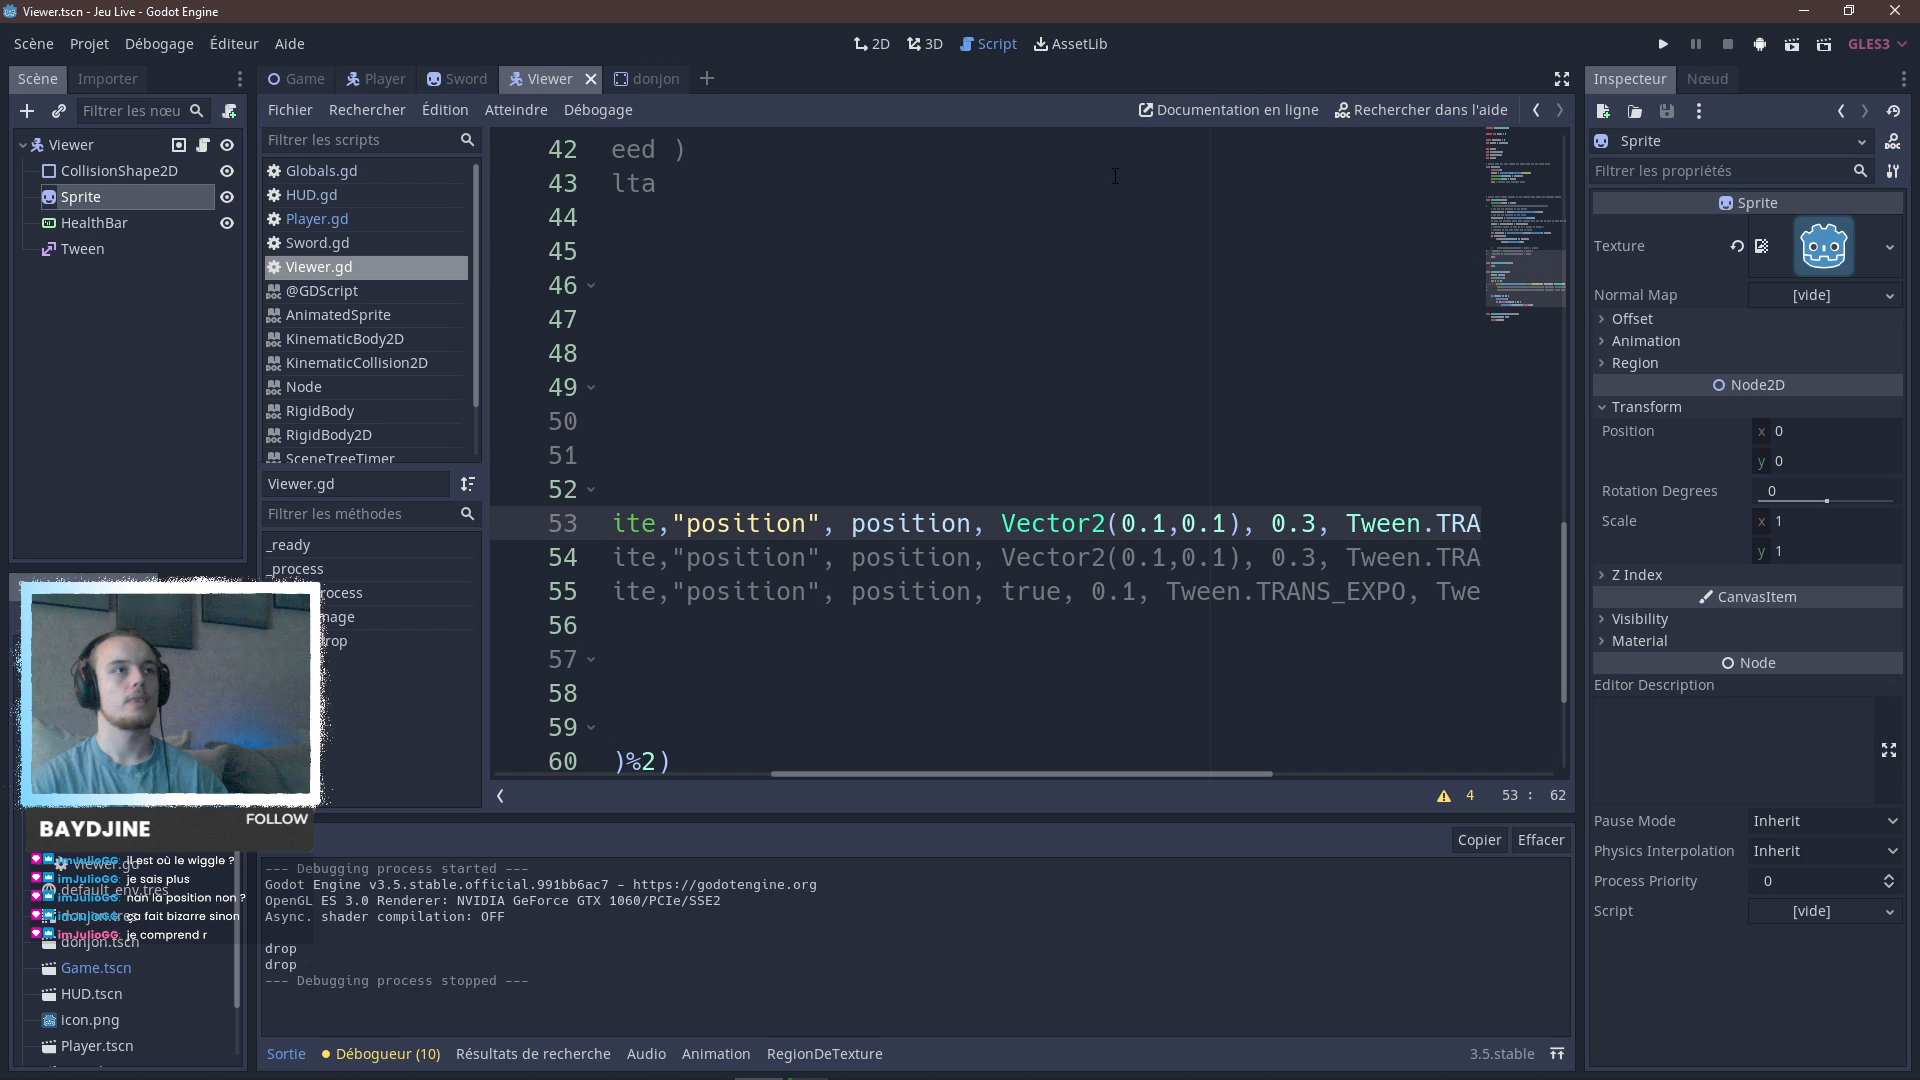 Viewer.tscn - Jeu Live - Godot Engine
Scène Projet Débogage Éditeur Aide
2D 3D Script AssetLib
GLES3
Scène Importer
Game Player Sword Viewer donjon
Inspecteur Nœud
Filtrer les nœu
Fichier Rechercher Édition Atteindre Débogage
Documentation en ligne Rechercher dans l'aide
Viewer
CollisionShape2D
Sprite
HealthBar
Tween
Filtrer les scripts
Globals.gd
HUD.gd
Player.gd
Sword.gd
Viewer.gd
@GDScript
AnimatedSprite
KinematicBody2D
KinematicCollision2D
Node
RigidBody
RigidBody2D
SceneTreeTimer
Viewer.gd
Filtrer les méthodes
_ready
_process
rocess
mage
rop
42 eed )
43 lta
44
45
46
47
48
49
50
51
52
53 ite,"position", position, Vector2(0.1,0.1), 0.3, Tween.TRA
54 ite,"position", position, Vector2(0.1,0.1), 0.3, Tween.TRA
55 ite,"position", position, true, 0.1, Tween.TRANS_EXPO, Twe
56
57
58
59
60 )%2)
4 53 : 62
Copier Effacer
--- Debugging process started ---
Godot Engine v3.5.stable.official.991bb6ac7 - https://godotengine.org
OpenGL ES 3.0 Renderer: NVIDIA GeForce GTX 1060/PCIe/SSE2
Async. shader compilation: OFF
drop
drop
--- Debugging process stopped ---
Sortie Débogueur (10) Résultats de recherche Audio Animation RegionDeTexture
3.5.stable
Sprite
Filtrer les propriétés
Sprite
Texture
Normal Map [vide]
Offset
Animation
Region
Node2D
Transform
Position x 0
y 0
Rotation Degrees 0
Scale x 1
y 1
Z Index
CanvasItem
Visibility
Material
Node
Editor Description
Pause Mode Inherit
Physics Interpolation Inherit
Process Priority 0
Script [vide]
BAYDJINE
FOLLOW
imJulioGG: il est où le wiggle ?
imJulioGG: je sais plus
imJulioGG: nan la position non ?
imJulioGG: ça fait bizarre sinon
imJulioGG: je comprend r
Viewer.gd
default_env.tres
donjon.tres
donjon.tscn
Game.tscn
HUD.tscn
icon.png
Player.tscn